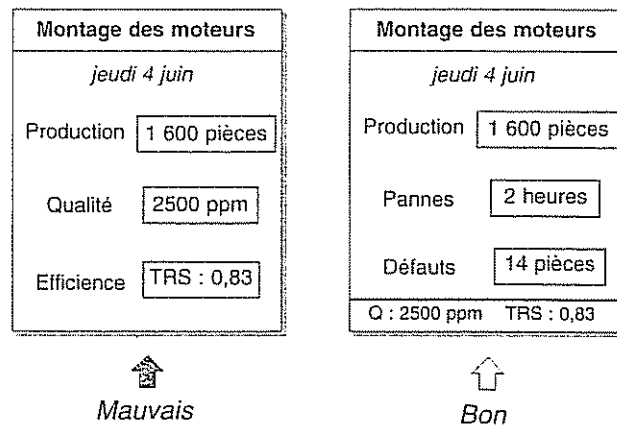 Montage des moteurs
jeudi 4 juin
Production 1 600 pièces
Qualité 2500 ppm
Efficience TRS : 0,83
Mauvais
Montage des moteurs
jeudi 4 juin
Production 1 600 pièces
Pannes 2 heures
Défauts 14 pièces
Q : 2500 ppm TRS : 0,83
Bon